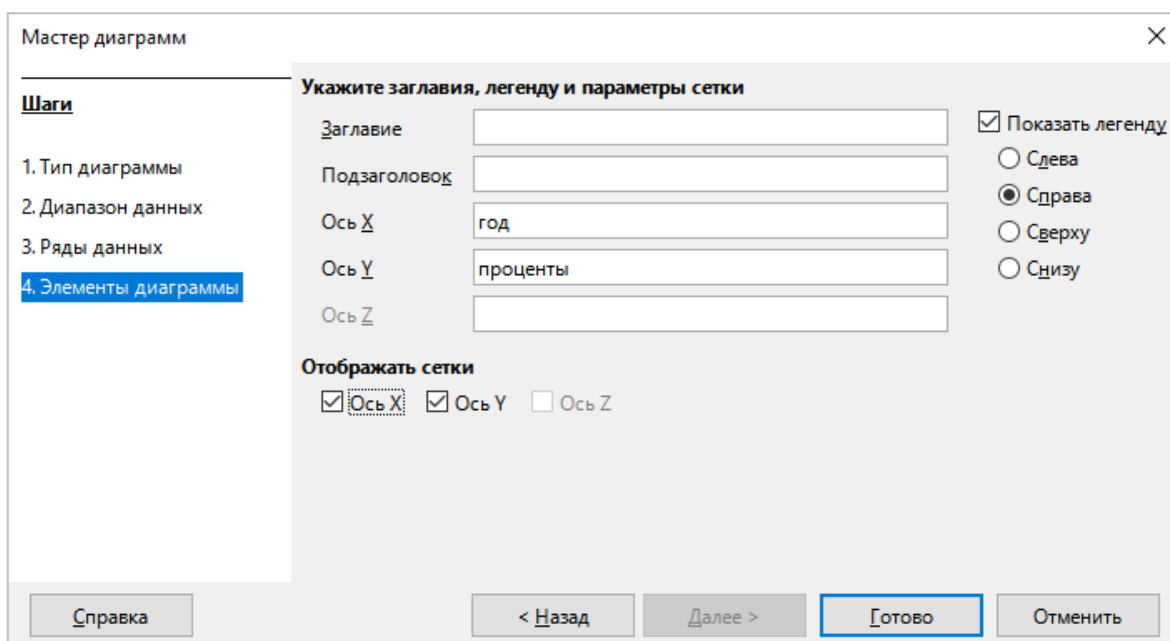 Мастер диаграмм
Шаги
1. Тип диаграммы
2. Диапазон данных
3. Ряды данных
4. Элементы диаграммы
Укажите заглавия, легенду и параметры сетки
Заглавие
Подзаголовок
Ось X год
Ось Y проценты
Ось Z
Показать легенду
Слева
Справа
Сверху
Снизу
Отображать сетки
Ось X Ось Y Ось Z
Справка < Назад Далее > Готово Отменить